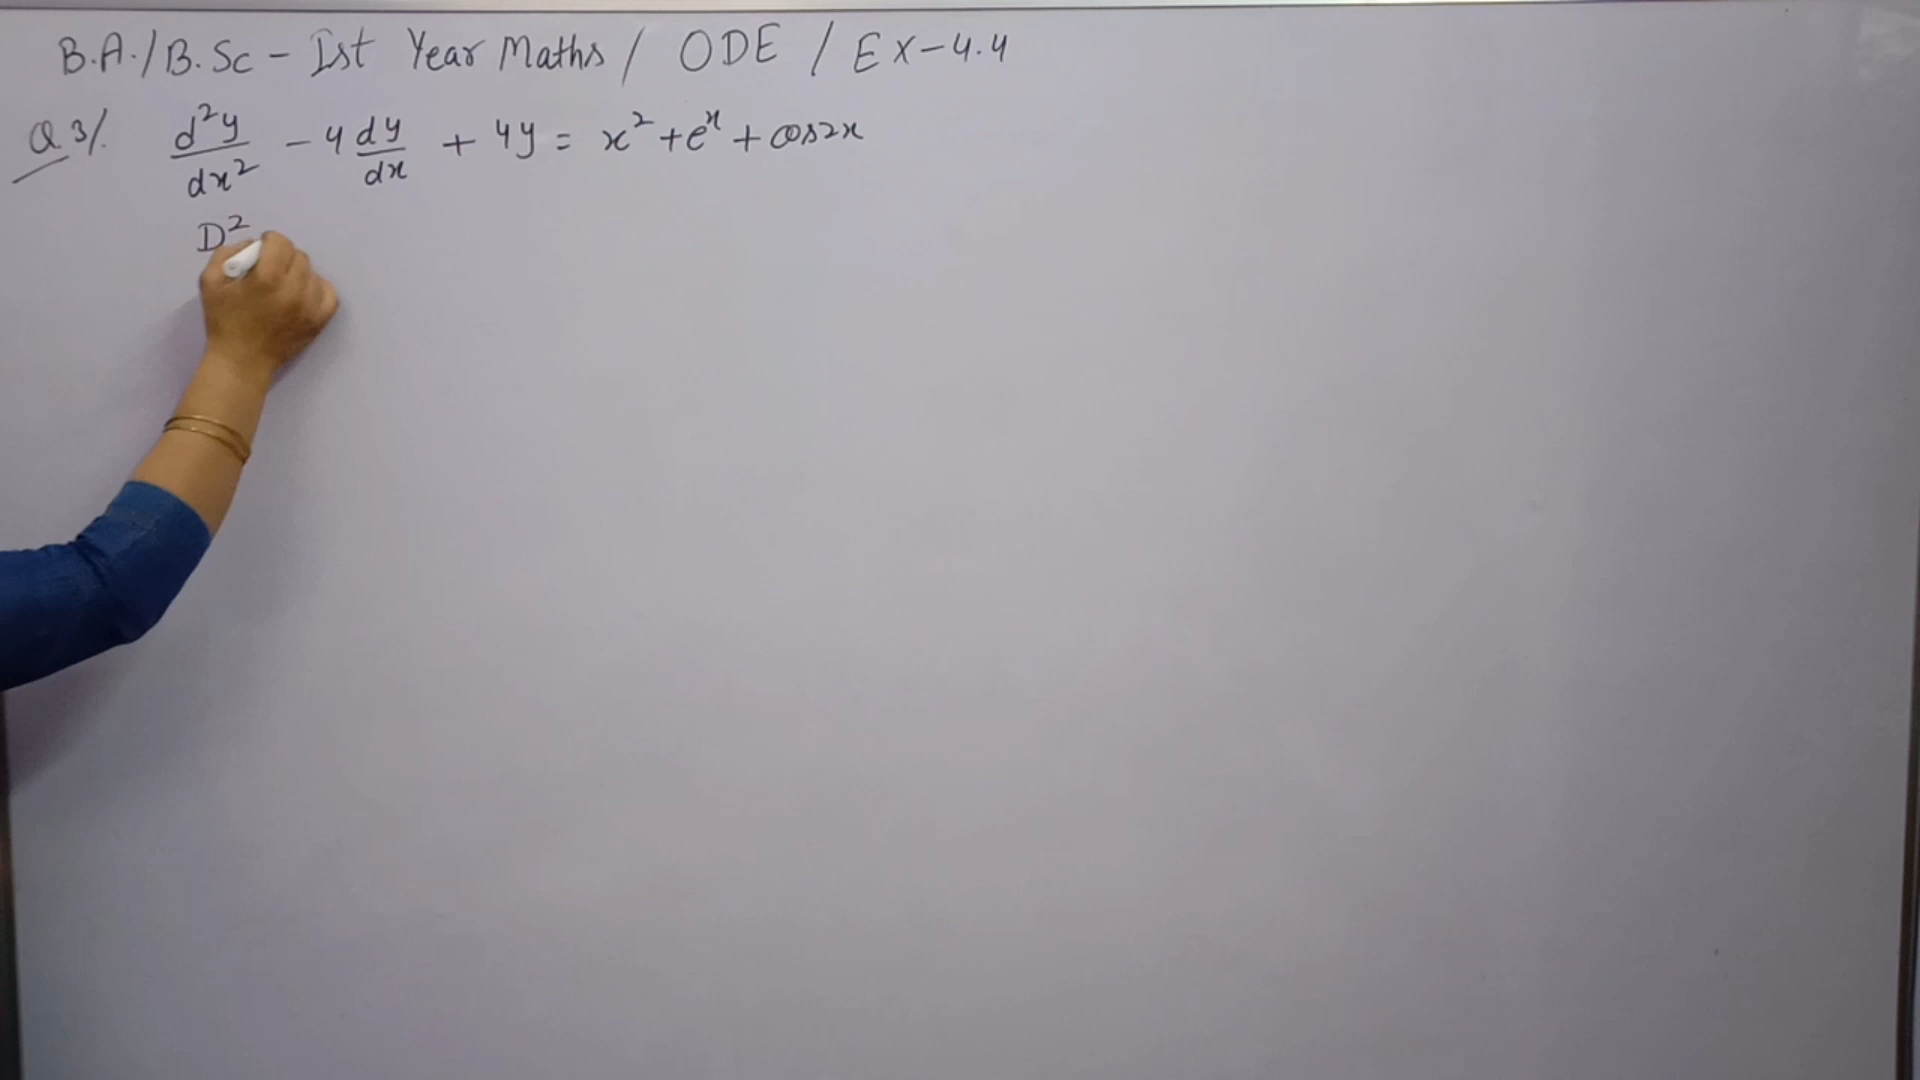 B.A./B.Sc - Ist Year Maths / ODE / EX-4.4
Q 3/. d²y/dx² - 4 dy/dx + 4y = x² + eˣ + cos2x
D²